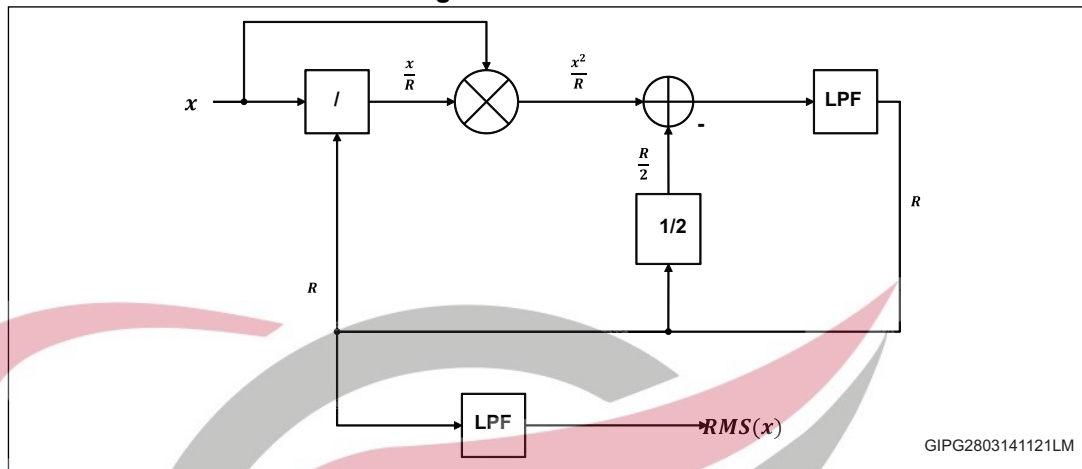 x
/
x/R
x²/R
-
LPF
R/2
1/2
R
R
LPF
RMS(x)
GIPG2803141121LM